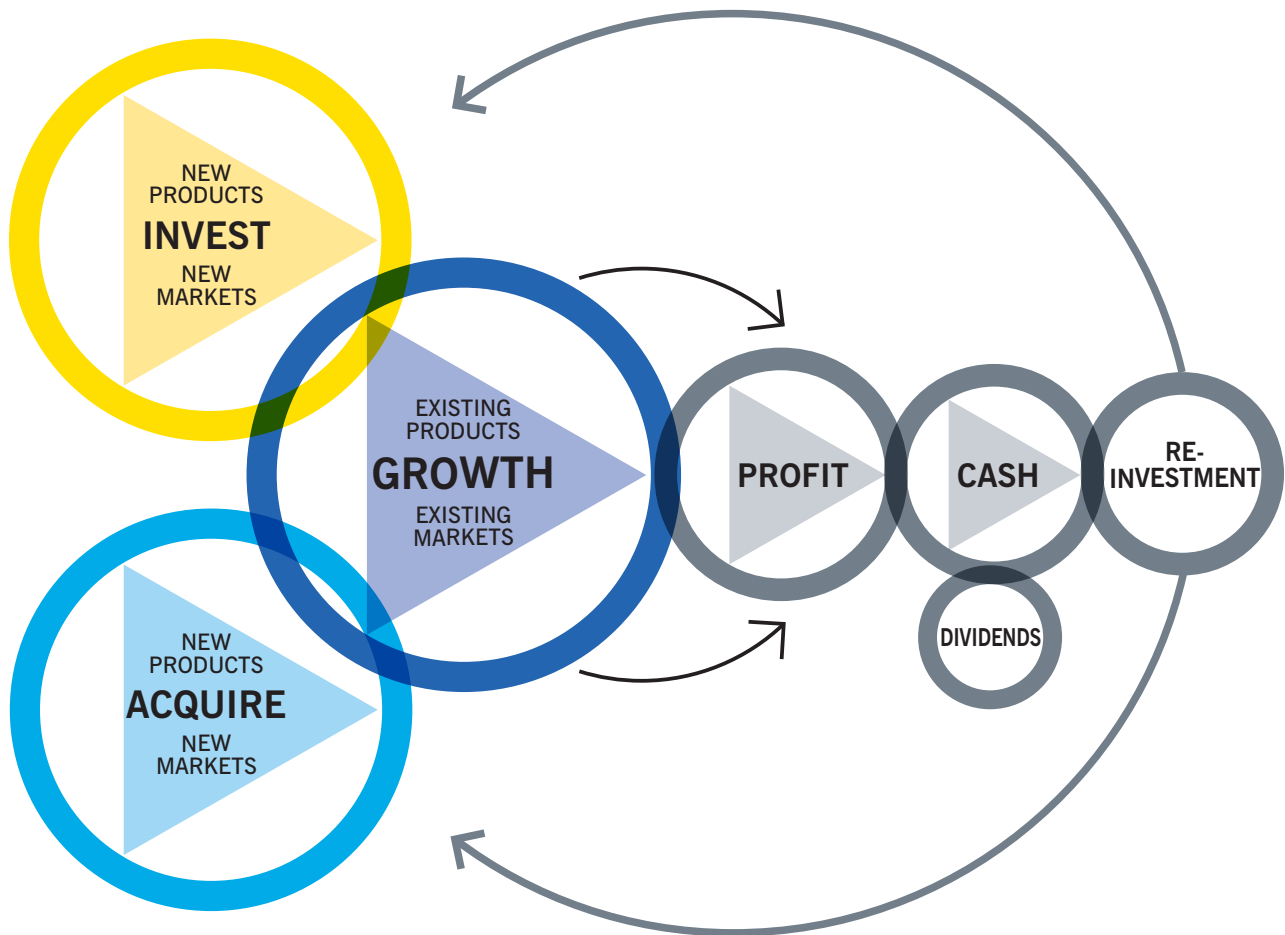 NEW
PRODUCTS
INVEST
NEW
MARKETS
EXISTING
PRODUCTS
GROWTH
EXISTING
MARKETS
PROFIT
CASH
RE-
INVESTMENT
DIVIDENDS
NEW
PRODUCTS
ACQUIRE
NEW
MARKETS